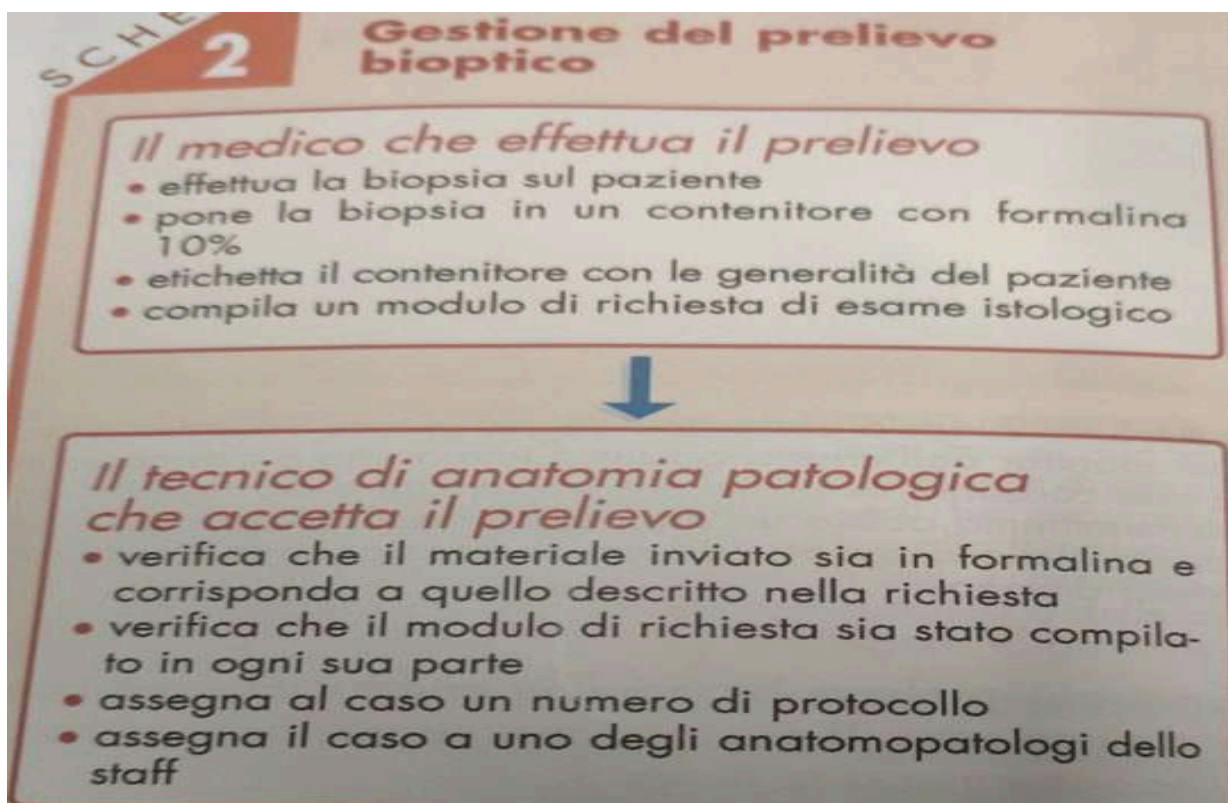 SCHE
2
Gestione del prelievo
bioptico
Il medico che effettua il prelievo
• effettua la biopsia sul paziente
• pone la biopsia in un contenitore con formalina
10%
• etichetta il contenitore con le generalità del paziente
• compila un modulo di richiesta di esame istologico
Il tecnico di anatomia patologica
che accetta il prelievo
• verifica che il materiale inviato sia in formalina e
corrisponda a quello descritto nella richiesta
• verifica che il modulo di richiesta sia stato compila-
to in ogni sua parte
• assegna al caso un numero di protocollo
• assegna il caso a uno degli anatomopatologi dello
staff